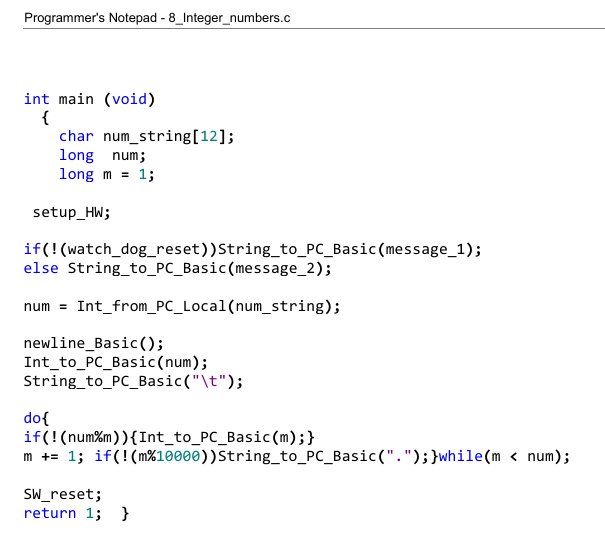 Programmer's Notepad - 8_Integer_numbers.c
int main (void)
{
char num_string[12];
long  num;
long m = 1;
setup_HW;
if(!(watch_dog_reset))String_to_PC_Basic(message_1);
else String_to_PC_Basic(message_2);
num = Int_from_PC_Local(num_string);
newline_Basic();
Int_to_PC_Basic(num);
String_to_PC_Basic("\t");
do{
if(!(num%m)){Int_to_PC_Basic(m);}
m += 1; if(!(m%10000))String_to_PC_Basic(".");}while(m < num);
SW_reset;
return 1;  }